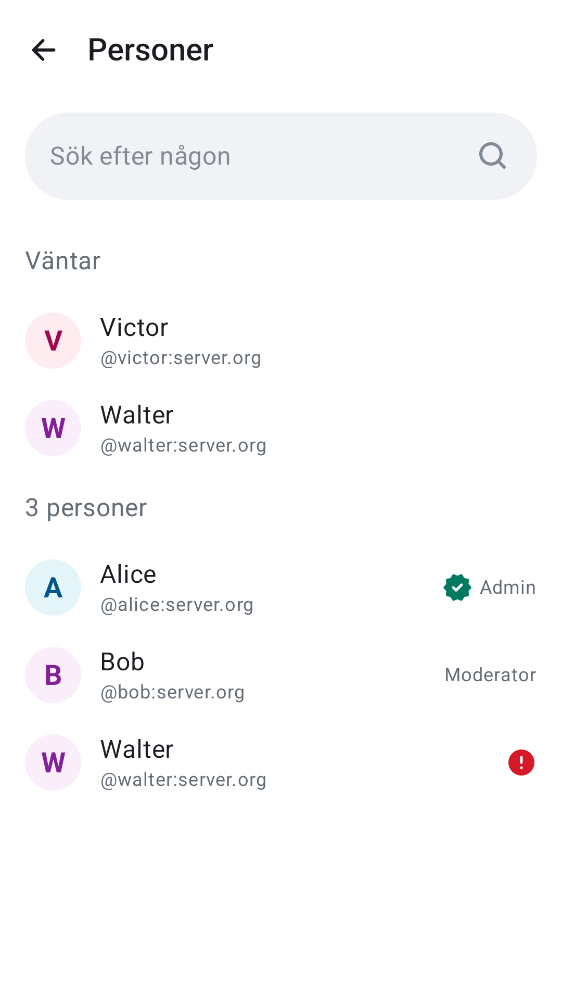 Personer
Sök efter någon
Väntar
V
Victor
@victor:server.org
W
Walter
@walter:server.org
3 personer
A
Alice
@alice:server.org
Admin
B
Bob
@bob:server.org
Moderator
W
Walter
@walter:server.org